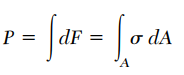 P = ∫ dF = ∫_A σ dA